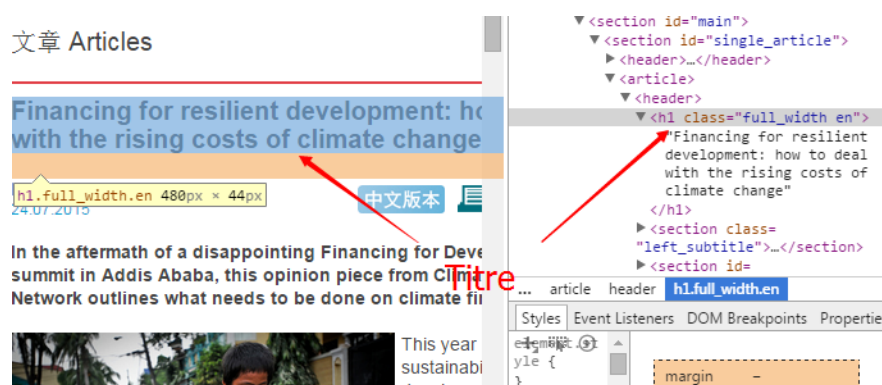 文章 Articles
Financing for resilient development: ho
with the rising costs of climate change
h1.full_width.en 480px × 44px
24.07.2015
中文版本
In the aftermath of a disappointing Financing for Deve
summit in Addis Ababa, this opinion piece from Clim
Network outlines what needs to be done on climate fi
Titre
This year
sustainabi
▼<section id="main">
▼<section id="single_article">
▶<header>…</header>
▼<article>
▼<header>
▼<h1 class="full_width en">
"Financing for resilient
development: how to deal
with the rising costs of
climate change"
</h1>
▶<section class=
"left_subtitle">…</section>
▶<section id=
... article header h1.full_width.en
Styles Event Listeners DOM Breakpoints Propertie
element.st
yle {
}
margin –